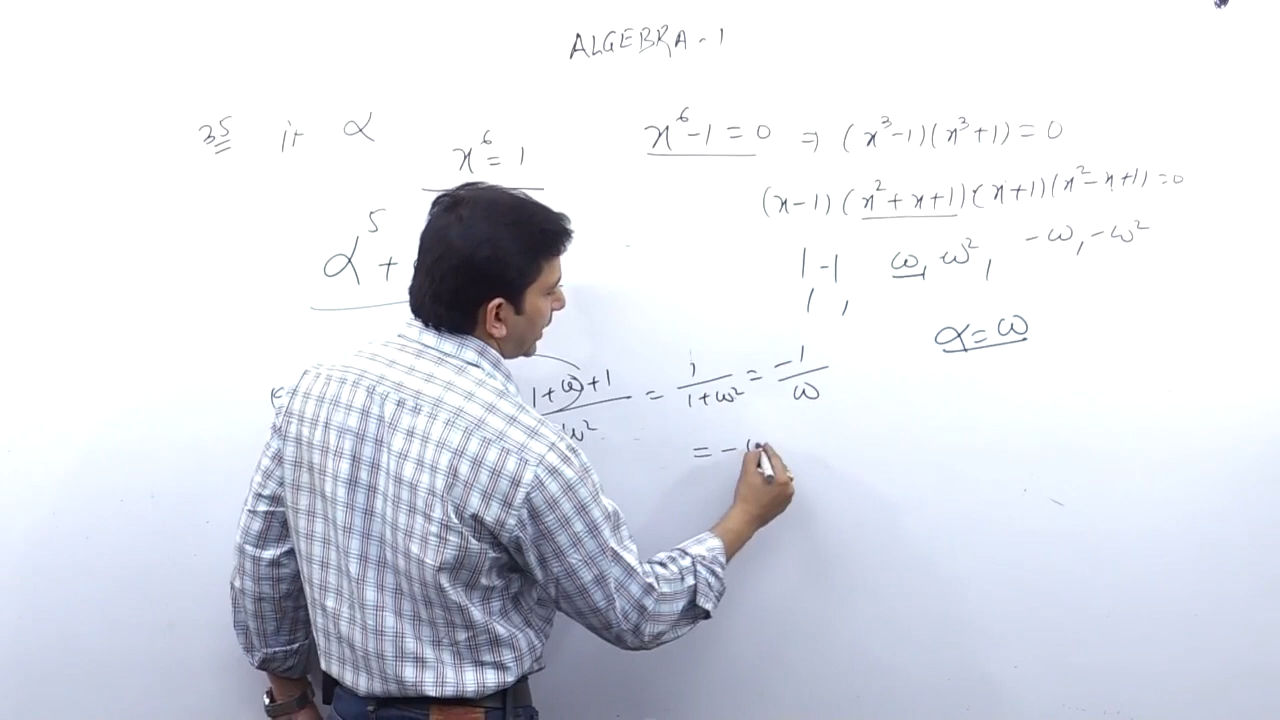 ALGEBRA - 1
35 if α
x⁶ = 1
x⁶ - 1 = 0 ⇒ (x³-1)(x³+1) = 0
(x-1)(x²+x+1)(x+1)(x²-x+1) = 0
α⁵ +
1, -1, ω, ω², -ω, -ω²
α = ω
1+ω+1 / ω² = 1 / 1+ω² = -1 / ω
= -